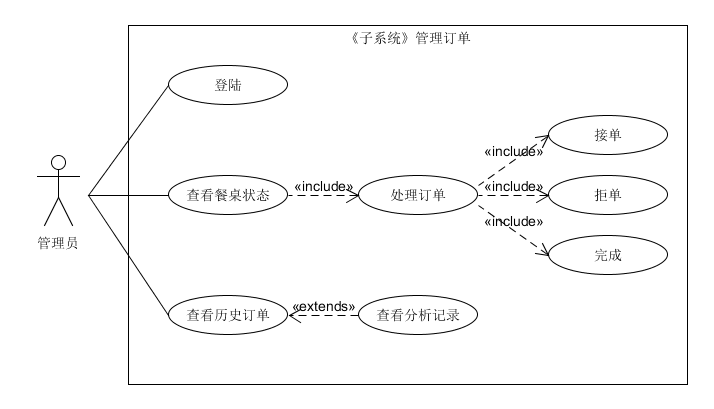 《子系统》管理订单
登陆
接单
«include»
查看餐桌状态
«include»
处理订单
«include»
拒单
«include»
管理员
完成
查看历史订单
«extends»
查看分析记录